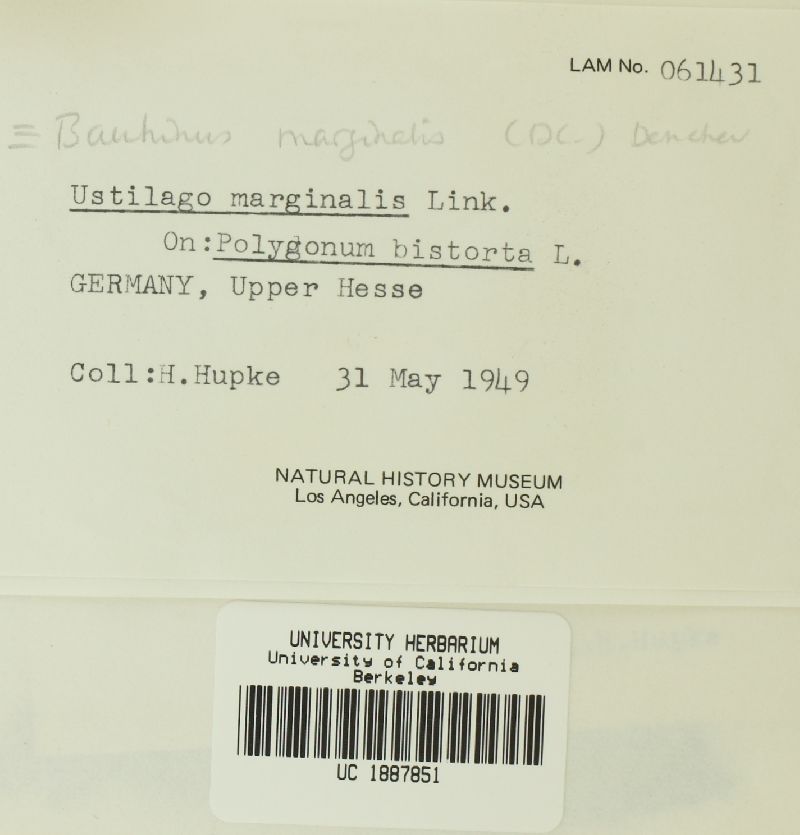 LAM No. 061431
≡ Bauhinus marginalis (DC.) Denchev
Ustilago marginalis Link.
On:Polygonum bistorta L.
GERMANY, Upper Hesse
Coll:H.Hupke 31 May 1949
NATURAL HISTORY MUSEUM
Los Angeles, California, USA
UNIVERSITY HERBARIUM
University of California
Berkeley
UC 1887851